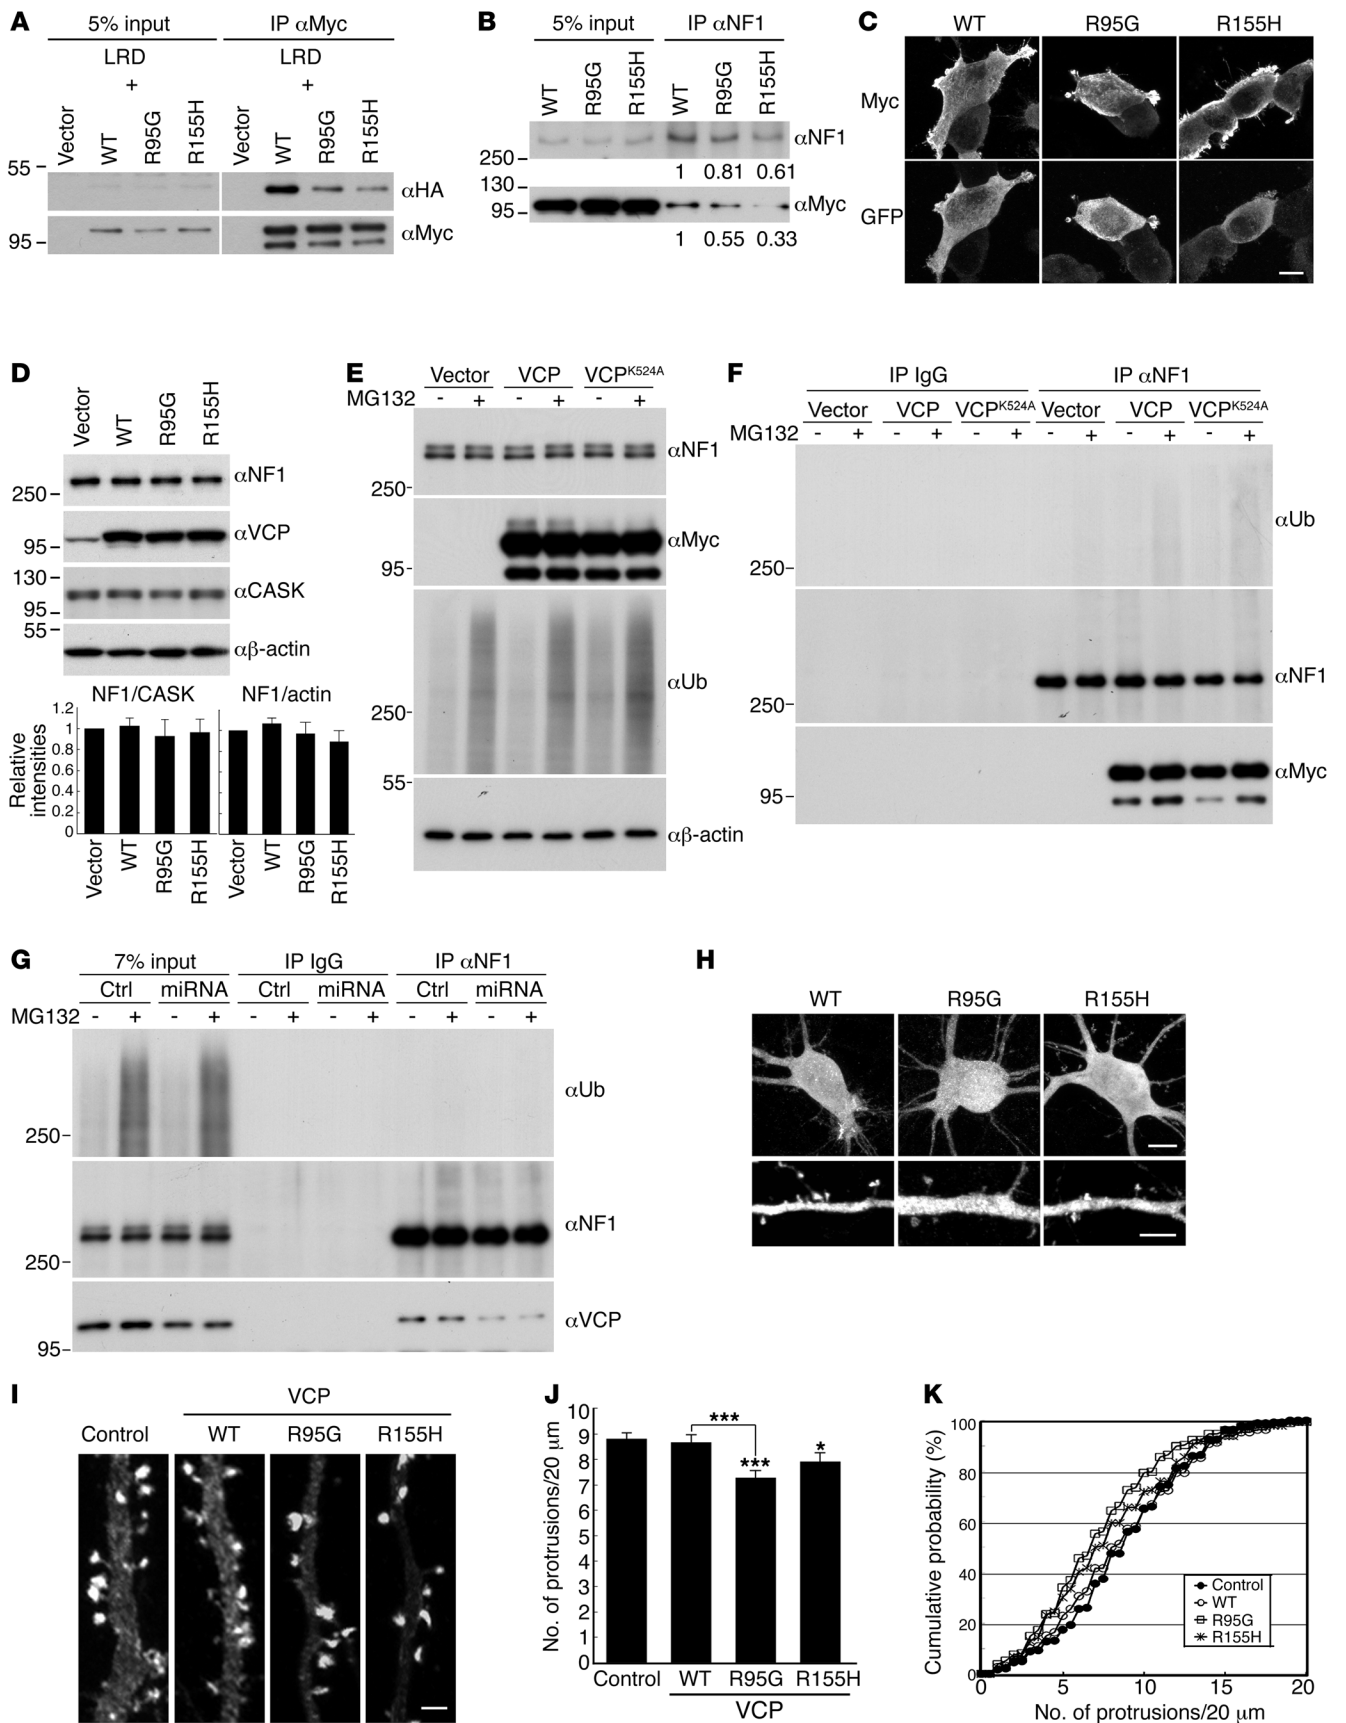 A
5% input
IP αMyc
LRD
LRD
+
+
Vector
WT
R95G
R155H
Vector
WT
R95G
R155H
55
αHA
αMyc
95
B
5% input
IP αNF1
WT
R95G
R155H
WT
R95G
R155H
αNF1
250
1 0.81 0.61
130
αMyc
95
1 0.55 0.33
C
WT
R95G
R155H
Myc
GFP
D
Vector
WT
R95G
R155H
αNF1
250
αVCP
95
130
αCASK
95
55
αβ-actin
NF1/CASK
NF1/actin
1.2
1
0.8
0.6
0.4
0.2
0
Relative intensities
Vector
WT
R95G
R155H
Vector
WT
R95G
R155H
E
Vector
VCP
VCPK524A
MG132 - + - + - +
αNF1
250
αMyc
95
αUb
250
55
αβ-actin
F
IP IgG
IP αNF1
Vector
VCP
VCPK524A
Vector
VCP
VCPK524A
MG132 - + - + - + - + - + - +
αUb
250
αNF1
250
αMyc
95
G
7% input
IP IgG
IP αNF1
Ctrl
miRNA
Ctrl
miRNA
Ctrl
miRNA
MG132 - + - + - + - + - + - +
αUb
250
αNF1
250
αVCP
95
H
WT
R95G
R155H
I
VCP
Control
WT
R95G
R155H
J
No. of protrusions/20 μm
10
9
8
7
6
5
4
3
2
1
0
***
***
*
Control
WT
R95G
R155H
VCP
K
Cumulative probability (%)
100
80
60
40
20
0
Control
WT
R95G
R155H
0 5 10 15 20
No. of protrusions/20 μm